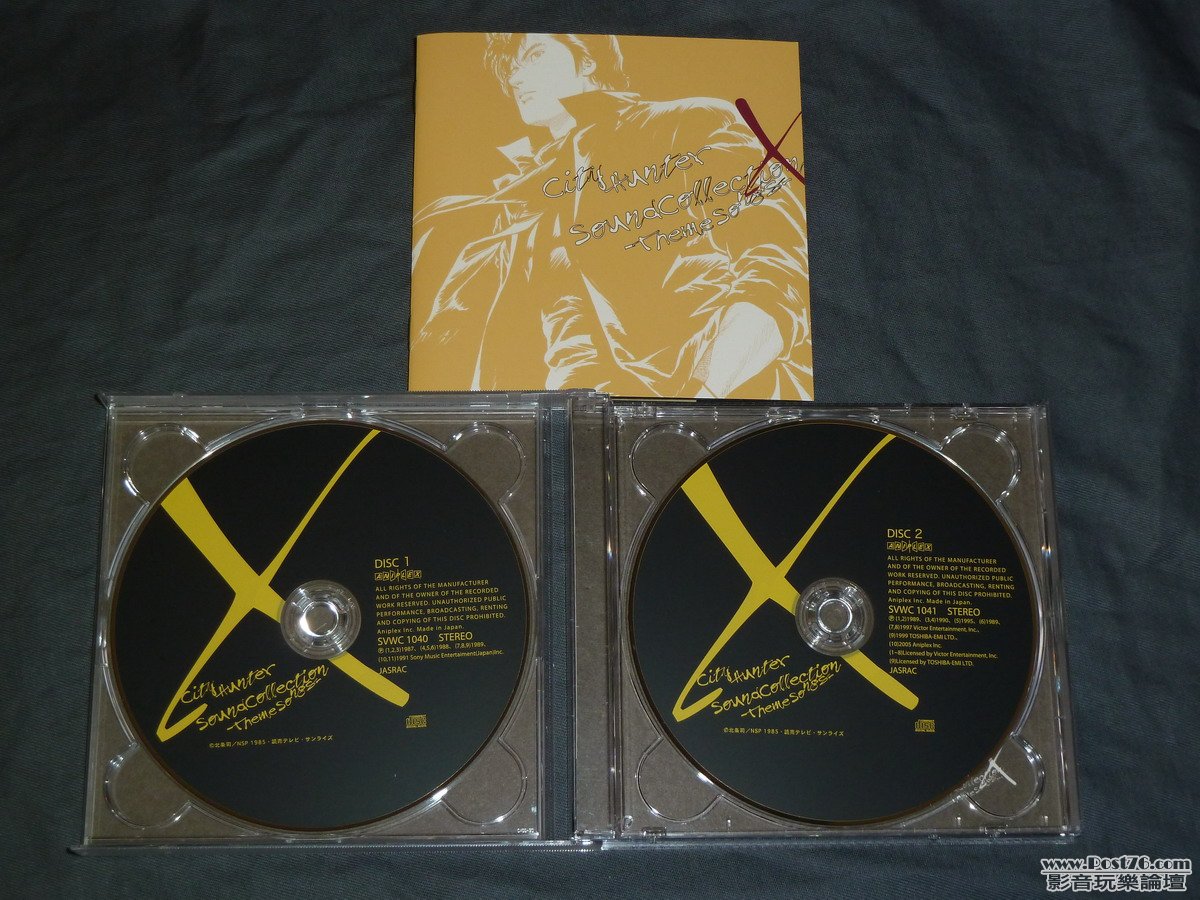 City Hunter
Sound Collection X
-Theme Songs-
DISC 1
ANIPLEX
ALL RIGHTS OF THE MANUFACTURER
AND OF THE OWNER OF THE RECORDED
WORK RESERVED. UNAUTHORIZED PUBLIC
PERFORMANCE, BROADCASTING, RENTING
AND COPYING OF THIS DISC PROHIBITED.
Aniplex Inc. Made in Japan.
SVWC 1040 STEREO
Ⓟ(1,2,3)1987、(4,5,6)1988、(7,8,9)1989、
(10,11)1991 Sony Music Entertainment(Japan)Inc.
JASRAC
City Hunter
Sound Collection
-Theme Songs-
©北条司/NSP 1985・読売テレビ・サンライズ
DISC 2
ANIPLEX
ALL RIGHTS OF THE MANUFACTURER
AND OF THE OWNER OF THE RECORDED
WORK RESERVED. UNAUTHORIZED PUBLIC
PERFORMANCE, BROADCASTING, RENTING
AND COPYING OF THIS DISC PROHIBITED.
Aniplex Inc. Made in Japan.
SVWC 1041 STEREO
Ⓟ(1,2)1989、(3,4)1990、(5)1995、(6)1989、
(7,8)1997 Victor Entertainment, Inc.,
(9)1999 TOSHIBA-EMI LTD.,
(10)2005 Aniplex Inc.
(1~8)Licensed by Victor Entertainment, Inc.
(9)Licensed by TOSHIBA-EMI LTD.
JASRAC
City Hunter
Sound Collection
-Theme Songs-
©北条司/NSP 1985・読売テレビ・サンライズ
www.Post76.com
影音玩樂論壇